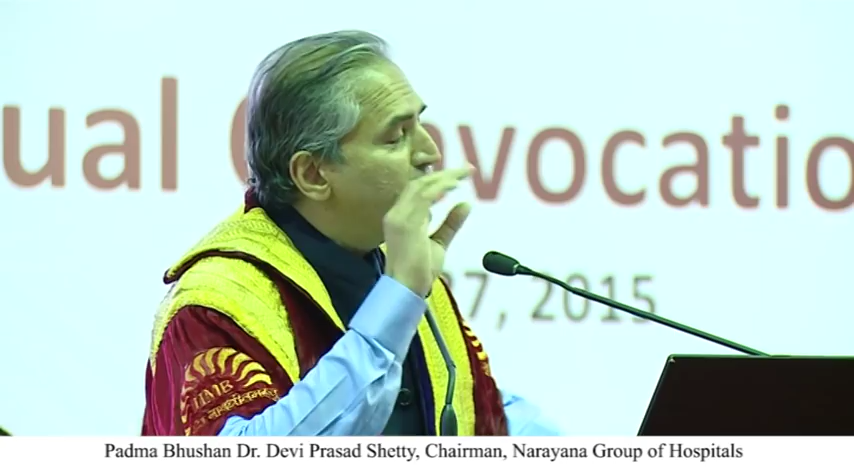 ual C vocatio
27, 2015
IIMB
Padma Bhushan Dr. Devi Prasad Shetty, Chairman, Narayana Group of Hospitals